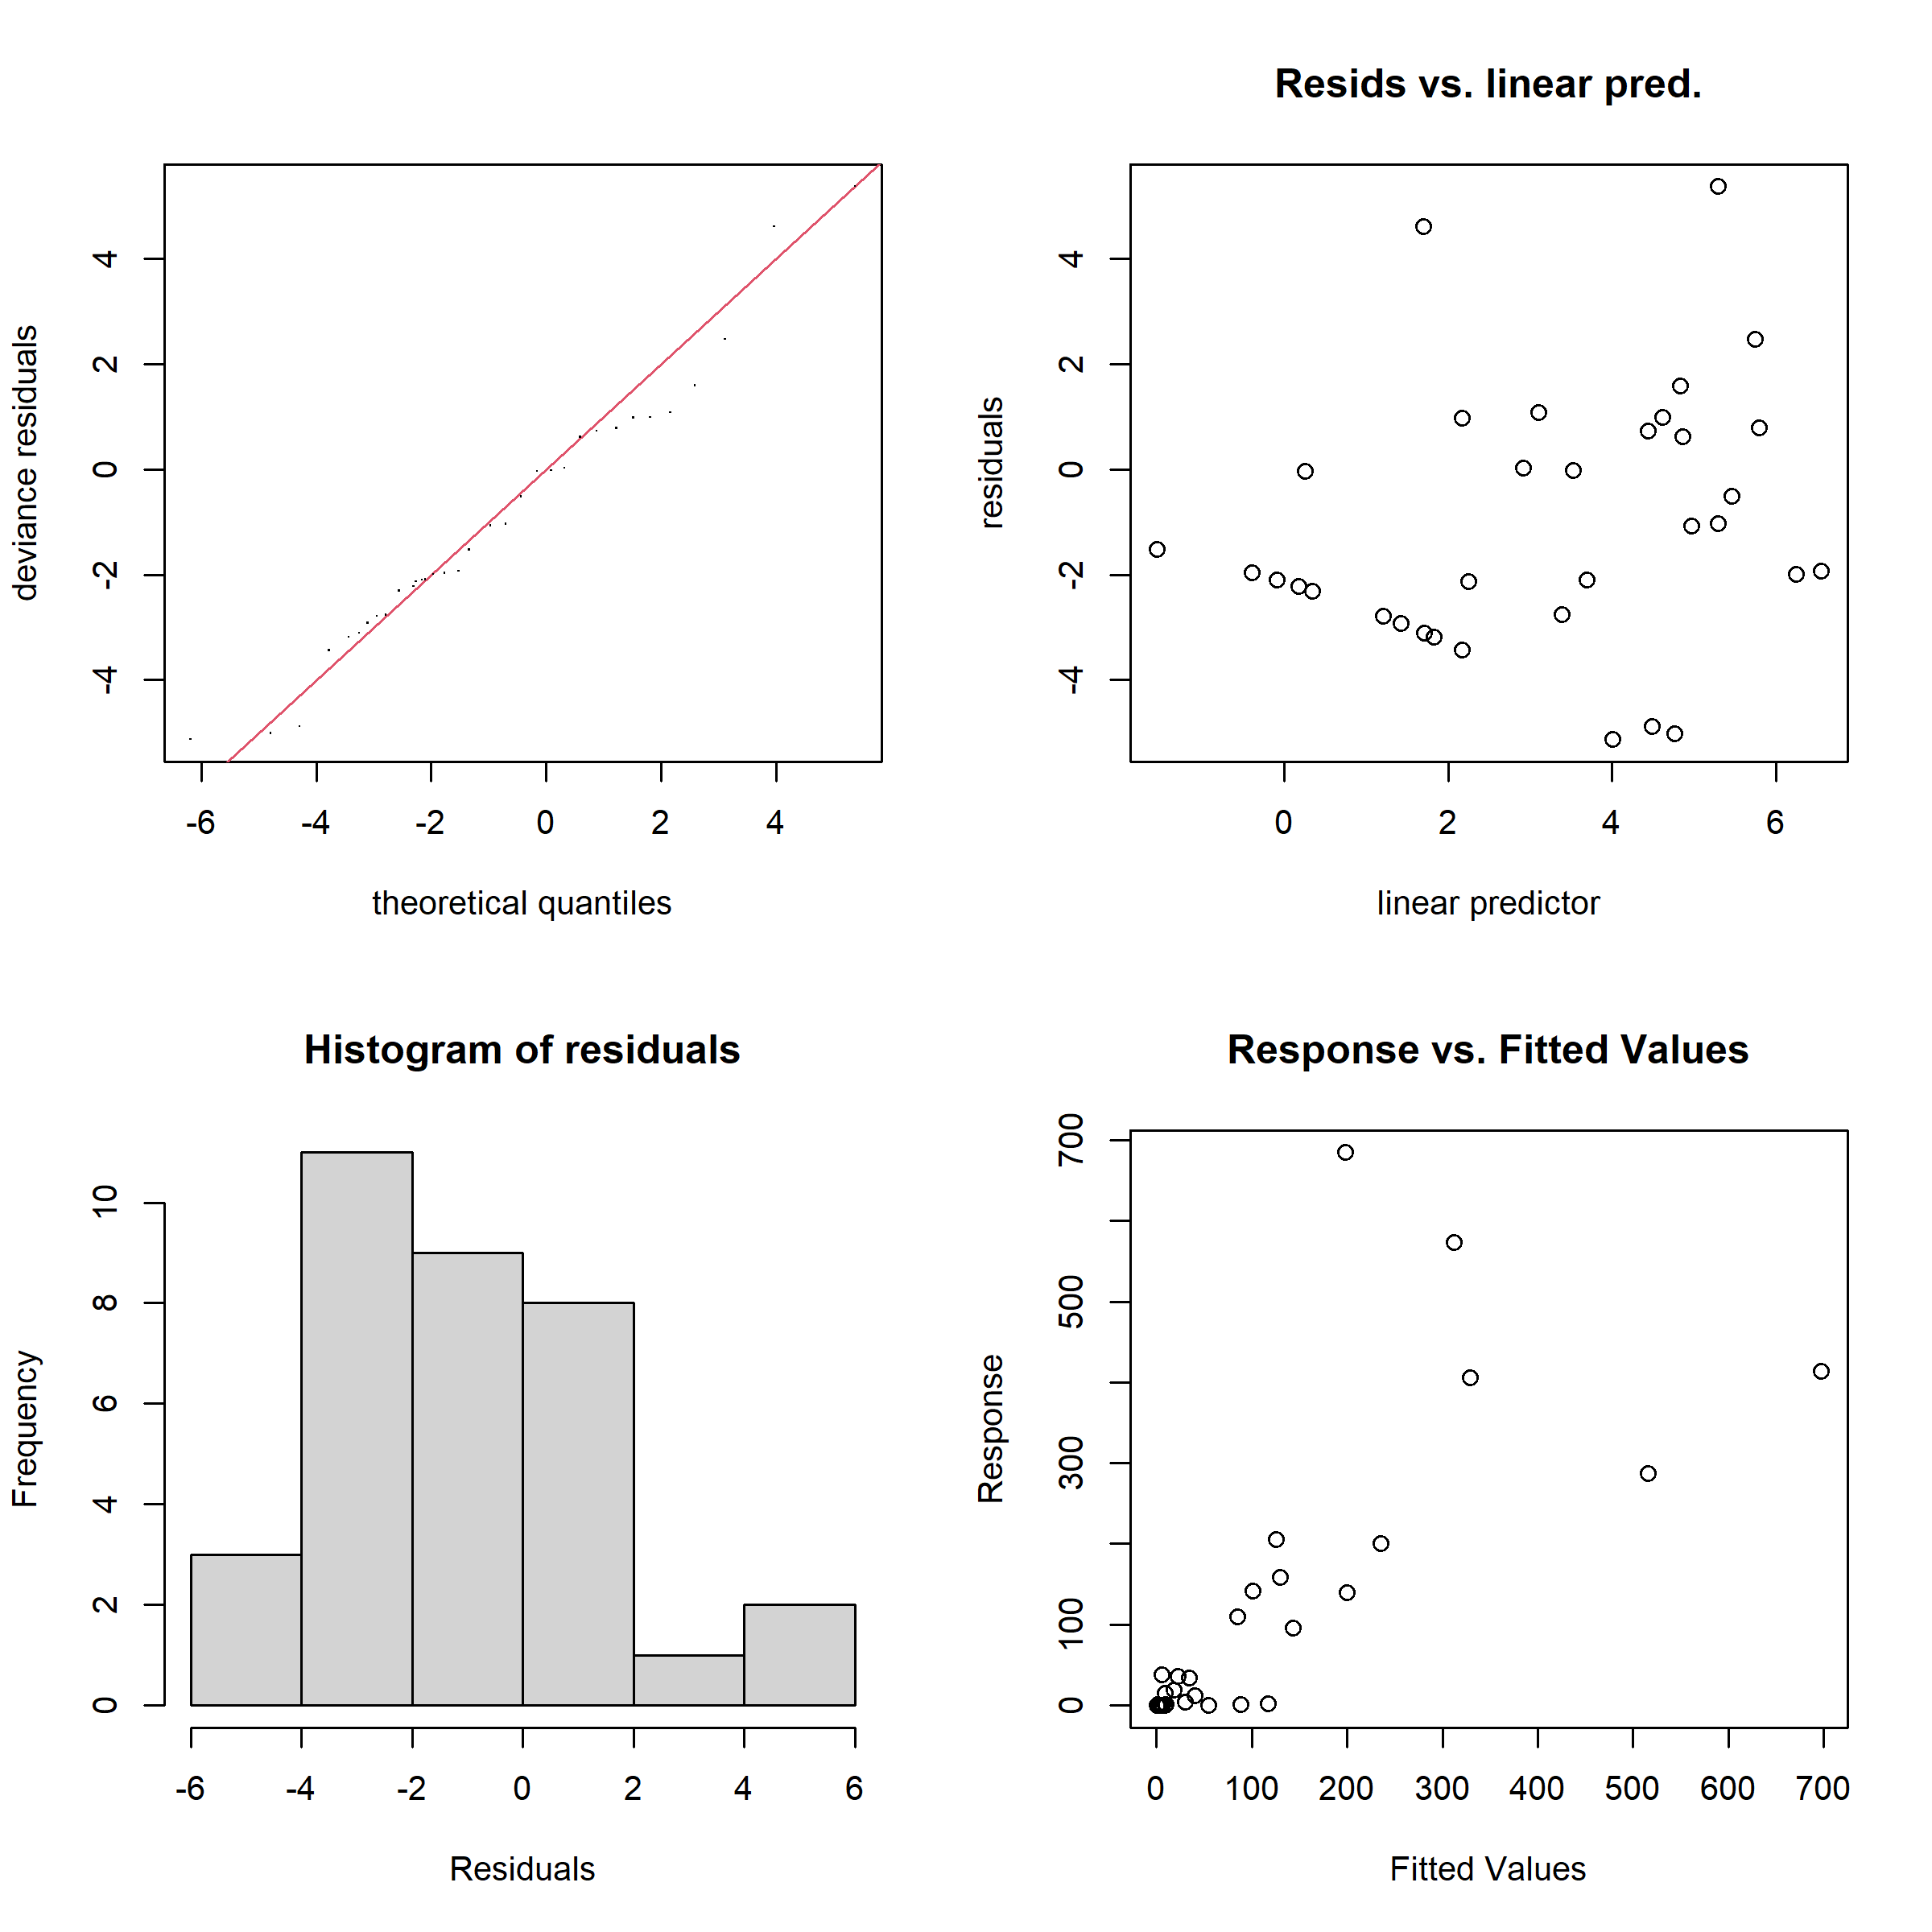 deviance residuals
4
2
0
-2
-4
-6 -4 -2 0 2 4
theoretical quantiles
Resids vs. linear pred.
residuals
4
2
0
-2
-4
0 2 4 6
linear predictor
Histogram of residuals
Frequency
10
8
6
4
2
0
-6 -4 -2 0 2 4 6
Residuals
Response vs. Fitted Values
Response
700
500
300
100
0
0 100 200 300 400 500 600 700
Fitted Values